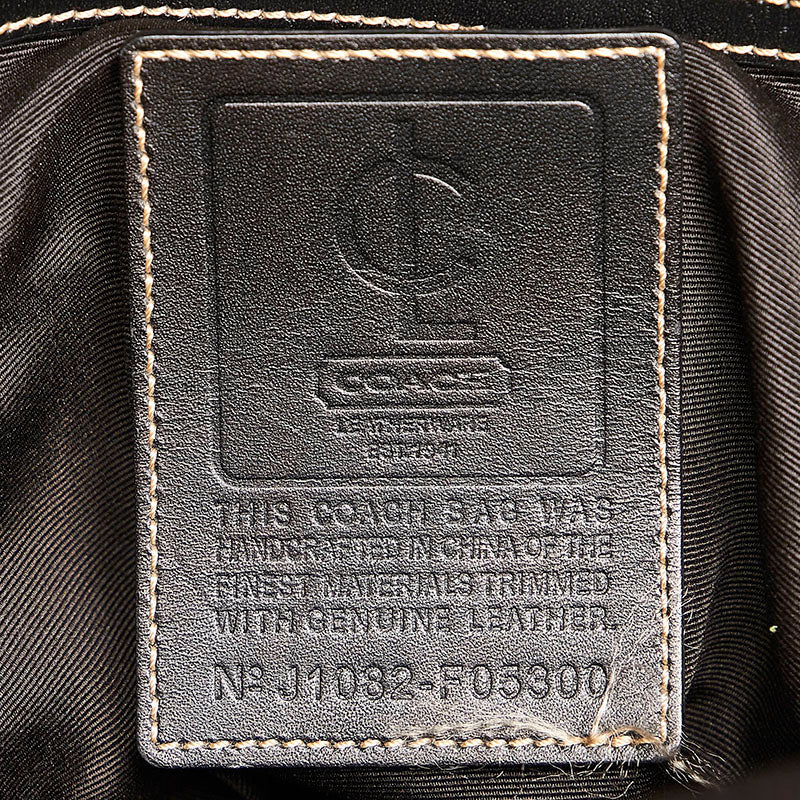 COACH
LEATHERWARE
EST. 1941
THIS COACH BAG WAS
HANDCRAFTED IN CHINA OF THE
FINEST MATERIALS TRIMMED
WITH GENUINE LEATHER.
Nº J1032-F05300